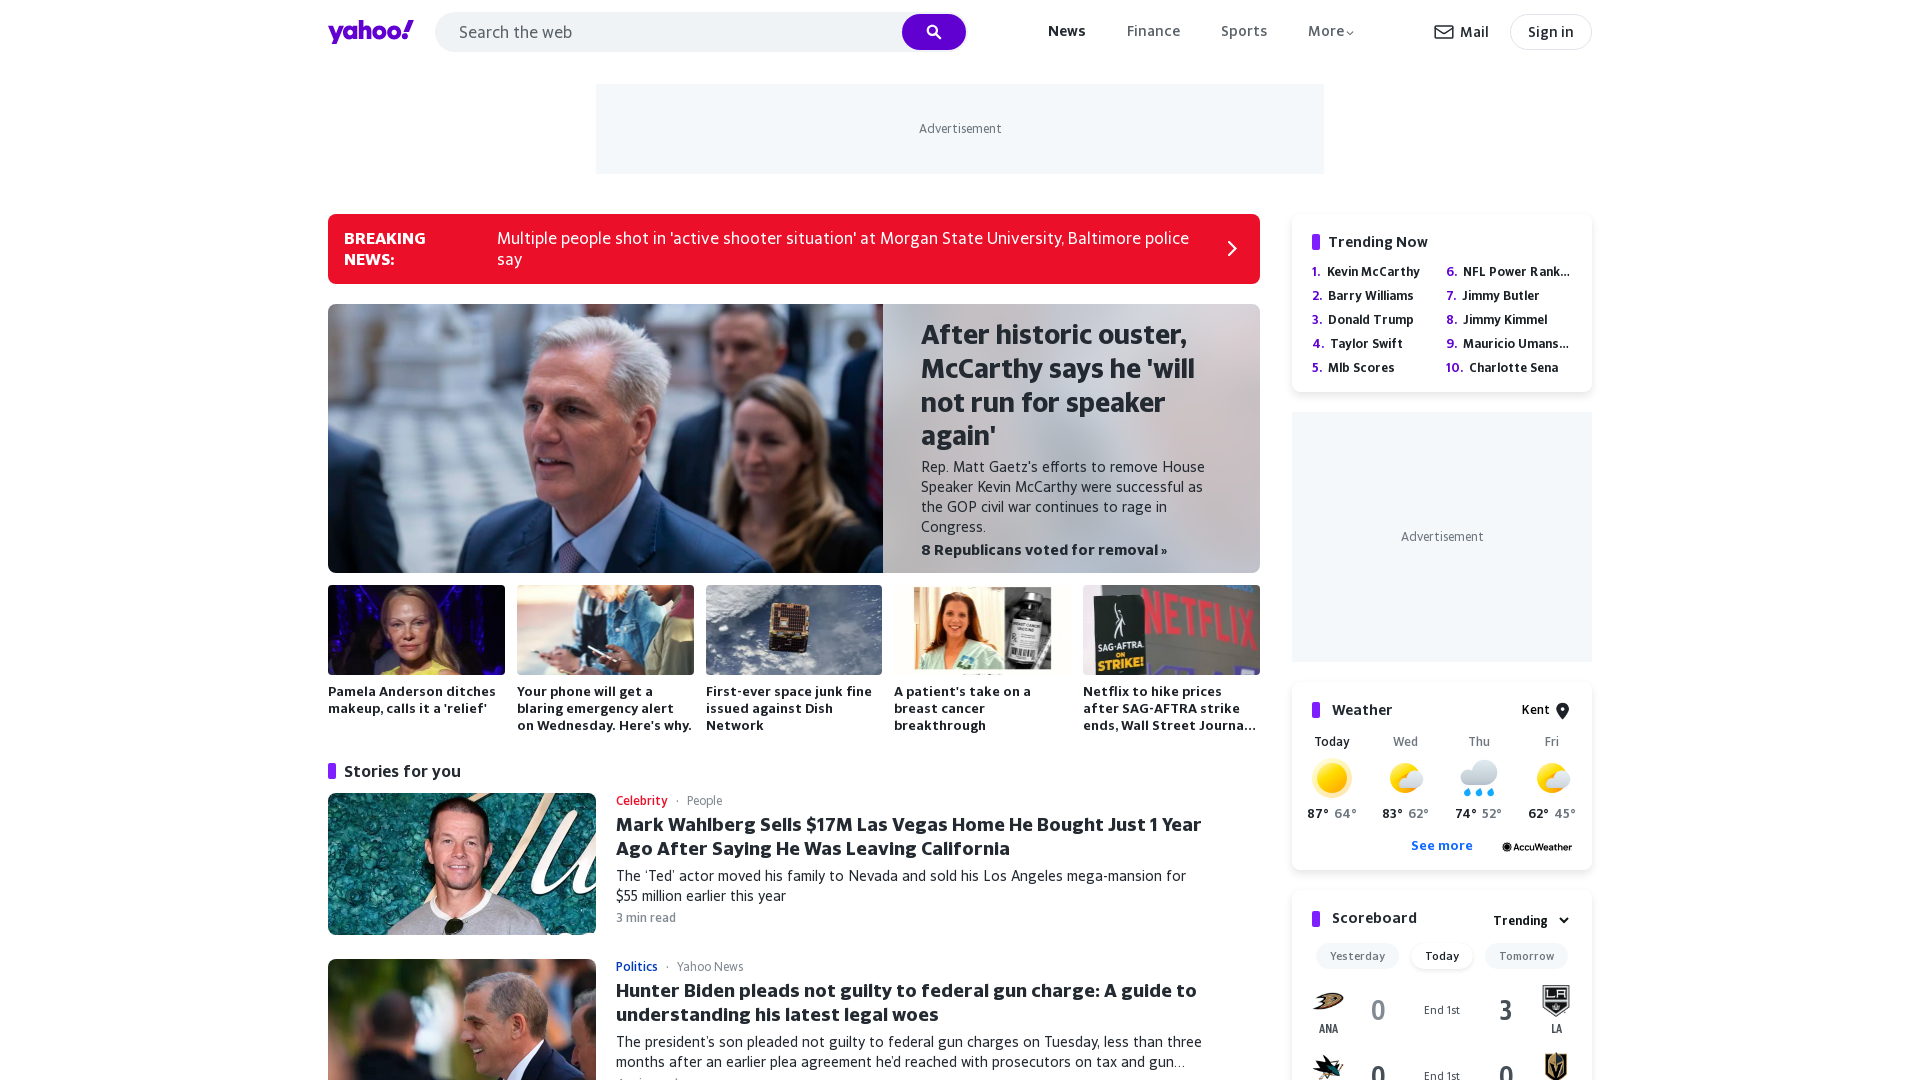 yahoo!
Search the web
News
Finance
Sports
More
Mail
Sign in
Advertisement
BREAKING
NEWS:
Multiple people shot in 'active shooter situation' at Morgan State University, Baltimore police
say
After historic ouster,
McCarthy says he 'will
not run for speaker
again'
Rep. Matt Gaetz's efforts to remove House
Speaker Kevin McCarthy were successful as
the GOP civil war continues to rage in
Congress.
8 Republicans voted for removal »
SAG-AFTRA
ON
STRIKE!
NETFLIX
Pamela Anderson ditches
makeup, calls it a 'relief'
Your phone will get a
blaring emergency alert
on Wednesday. Here's why.
First-ever space junk fine
issued against Dish
Network
A patient's take on a
breast cancer
breakthrough
Netflix to hike prices
after SAG-AFTRA strike
ends, Wall Street Journa...
Stories for you
Celebrity · People
Mark Wahlberg Sells $17M Las Vegas Home He Bought Just 1 Year
Ago After Saying He Was Leaving California
The ‘Ted’ actor moved his family to Nevada and sold his Los Angeles mega-mansion for
$55 million earlier this year
3 min read
Politics · Yahoo News
Hunter Biden pleads not guilty to federal gun charge: A guide to
understanding his latest legal woes
The president’s son pleaded not guilty to federal gun charges on Tuesday, less than three
months after an earlier plea agreement he’d reached with prosecutors on tax and gun…
Trending Now
1. Kevin McCarthy
2. Barry Williams
3. Donald Trump
4. Taylor Swift
5. Mlb Scores
6. NFL Power Rank...
7. Jimmy Butler
8. Jimmy Kimmel
9. Mauricio Umans...
10. Charlotte Sena
Advertisement
Weather
Kent
Today Wed Thu Fri
87° 64° 83° 62° 74° 52° 62° 45°
See more
AccuWeather
Scoreboard
Trending
Yesterday Today Tomorrow
0 End 1st 3
ANA LA
0 End 1st 0